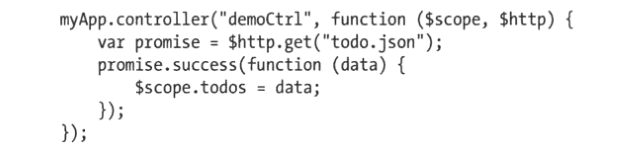 myApp.controller("demoCtrl", function ($scope, $http) {
    var promise = $http.get("todo.json");
    promise.success(function (data) {
        $scope.todos = data;
    });
});